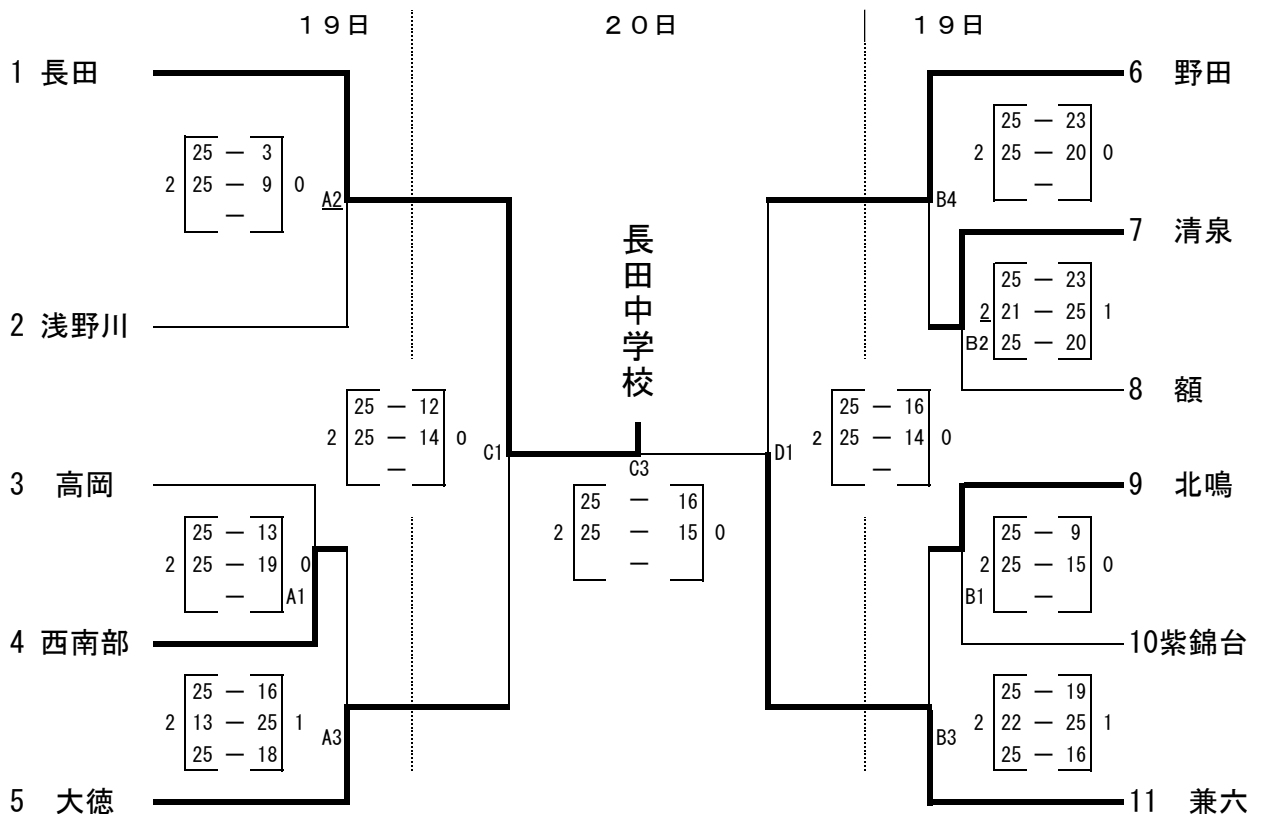 １９日
２０日
１９日
1 長田
25 － 3
2 25 － 9 0
－
A2
2 浅野川
3 高岡
25 － 13
2 25 － 19 0
－
A1
4 西南部
25 － 16
2 13 － 25 1
25 － 18
A3
5 大徳
25 － 12
2 25 － 14 0
－
C1
長田中学校
C3
25 － 16
2 25 － 15 0
－
25 － 16
2 25 － 14 0
－
D1
6 野田
25 － 23
2 25 － 20 0
－
B4
7 清泉
25 － 23
2 21 － 25 1
B2 25 － 20
8 額
9 北鳴
25 － 9
2 25 － 15 0
B1 －
10紫錦台
25 － 19
2 22 － 25 1
25 － 16
B3
11 兼六